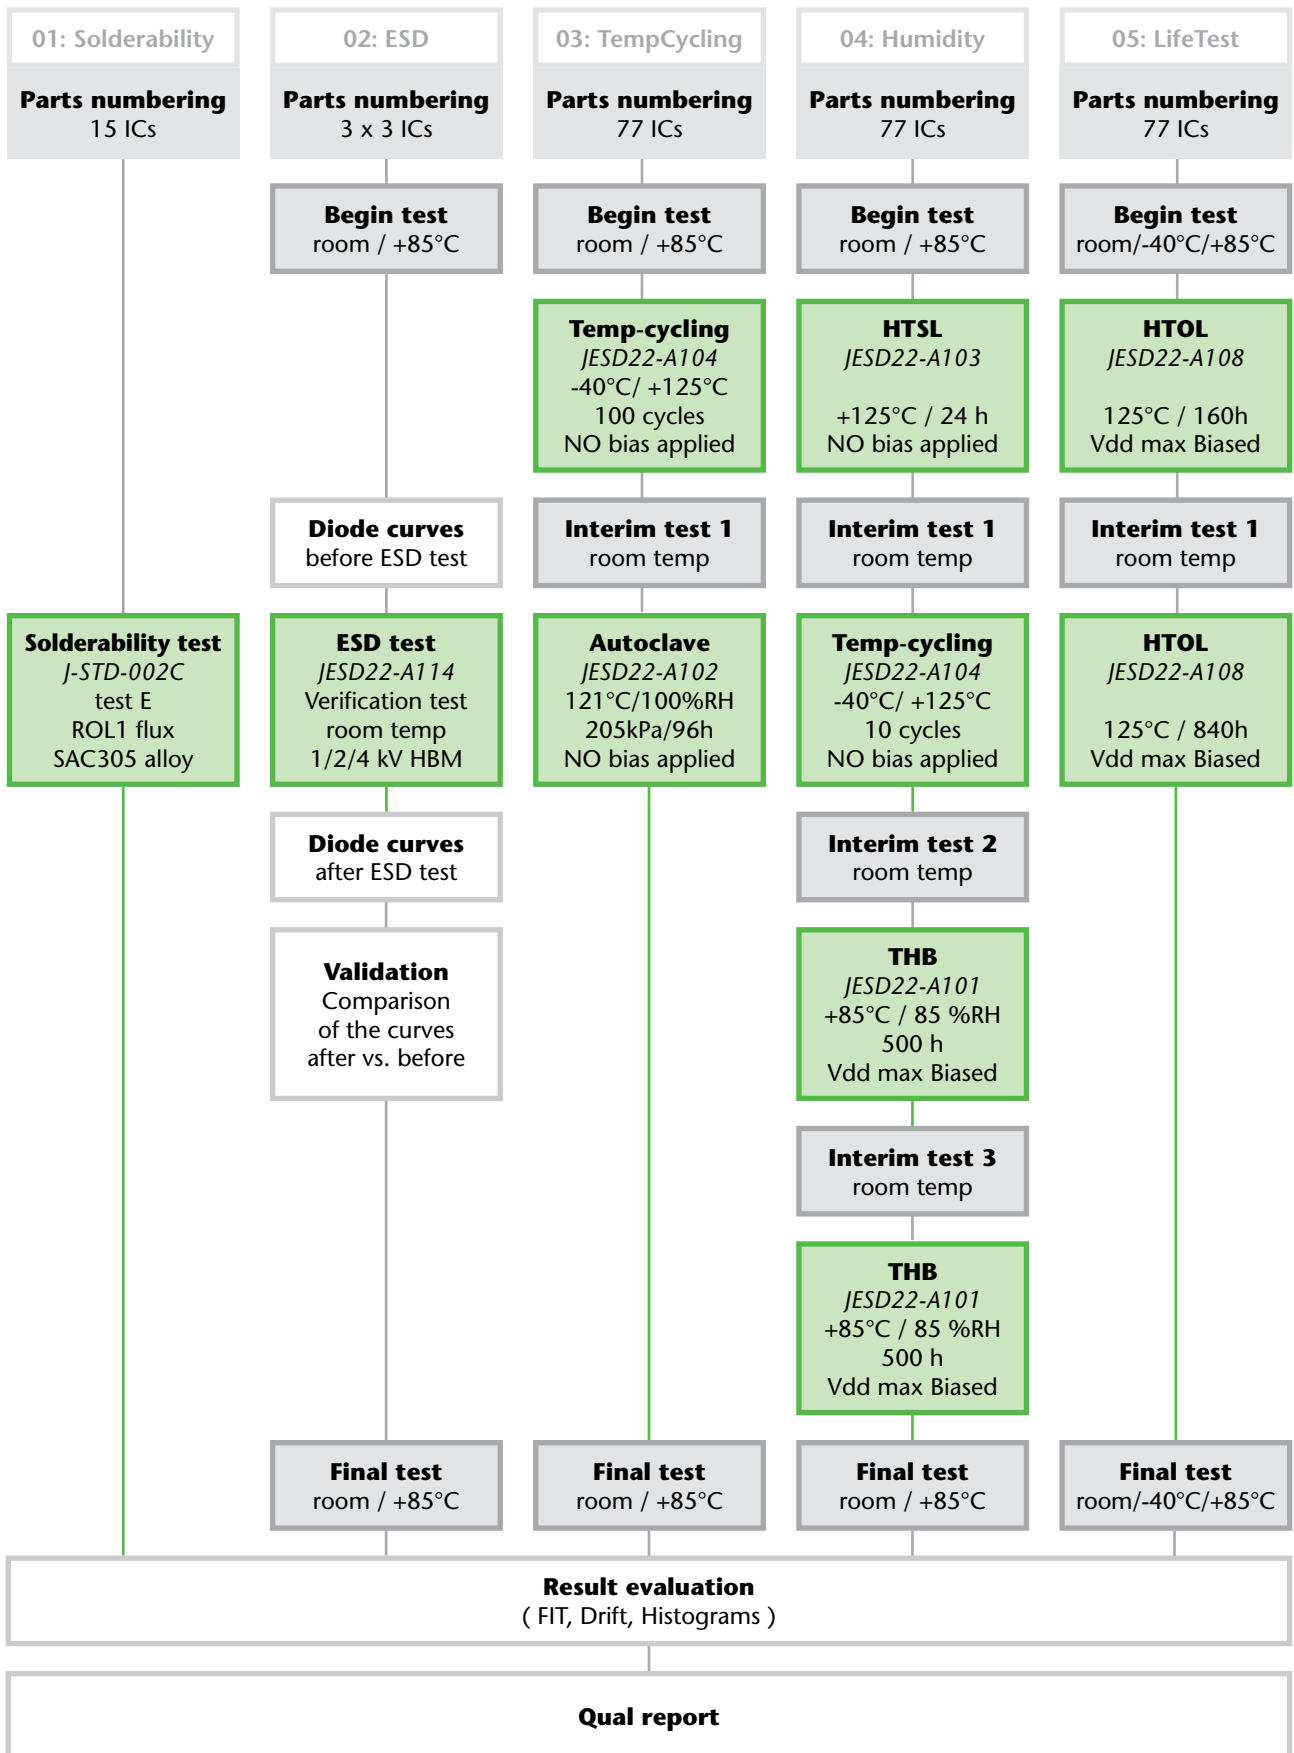 01: Solderability
Parts numbering
15 ICs
Solderability test
J-STD-002C
test E
ROL1 flux
SAC305 alloy
02: ESD
Parts numbering
3 x 3 ICs
Begin test
room / +85°C
Diode curves
before ESD test
ESD test
JESD22-A114
Verification test
room temp
1/2/4 kV HBM
Diode curves
after ESD test
Validation
Comparison
of the curves
after vs. before
Final test
room / +85°C
03: TempCycling
Parts numbering
77 ICs
Begin test
room / +85°C
Temp-cycling
JESD22-A104
-40°C/ +125°C
100 cycles
NO bias applied
Interim test 1
room temp
Autoclave
JESD22-A102
121°C/100%RH
205kPa/96h
NO bias applied
Final test
room / +85°C
04: Humidity
Parts numbering
77 ICs
Begin test
room / +85°C
HTSL
JESD22-A103
+125°C / 24 h
NO bias applied
Interim test 1
room temp
Temp-cycling
JESD22-A104
-40°C/ +125°C
10 cycles
NO bias applied
Interim test 2
room temp
THB
JESD22-A101
+85°C / 85 %RH
500 h
Vdd max Biased
Interim test 3
room temp
THB
JESD22-A101
+85°C / 85 %RH
500 h
Vdd max Biased
Final test
room / +85°C
05: LifeTest
Parts numbering
77 ICs
Begin test
room/-40°C/+85°C
HTOL
JESD22-A108
125°C / 160h
Vdd max Biased
Interim test 1
room temp
HTOL
JESD22-A108
125°C / 840h
Vdd max Biased
Final test
room/-40°C/+85°C
Result evaluation
( FIT, Drift, Histograms )
Qual report